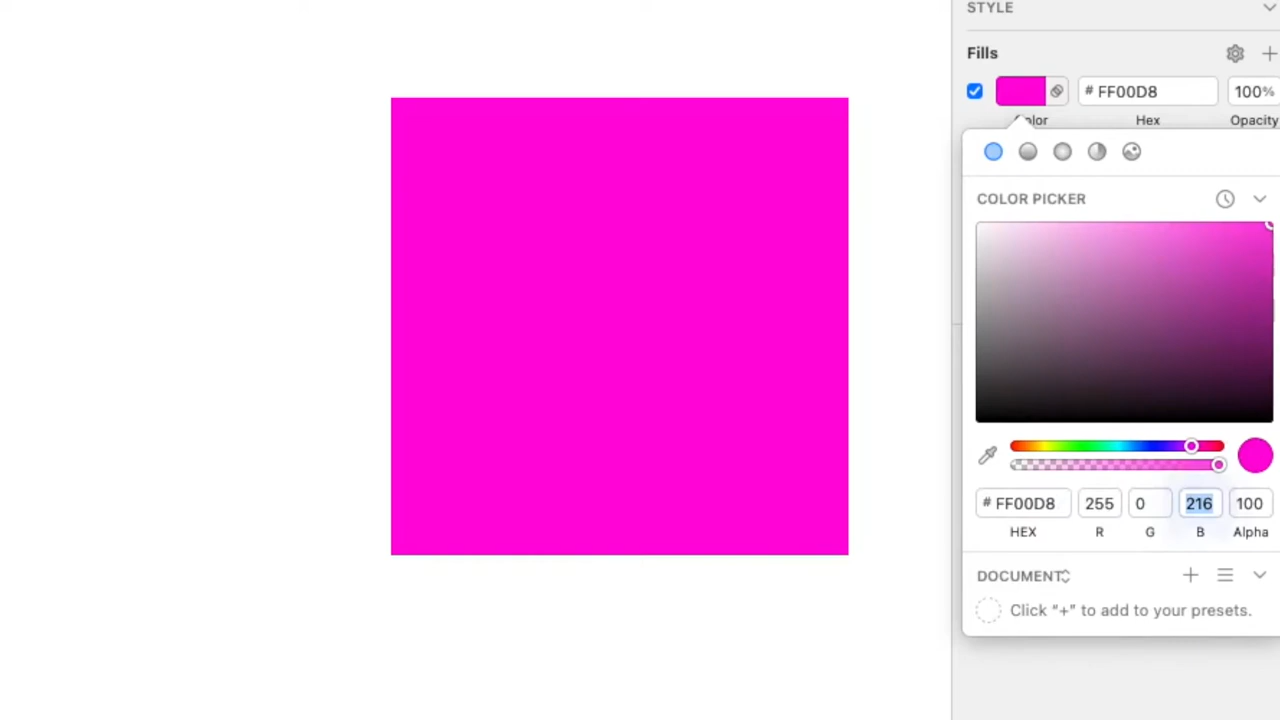 STYLE
Fills
# FF00D8
100%
Color
Hex
Opacity
COLOR PICKER
# FF00D8
255
0
216
100
HEX
R
G
B
Alpha
DOCUMENT
Click “+” to add to your presets.